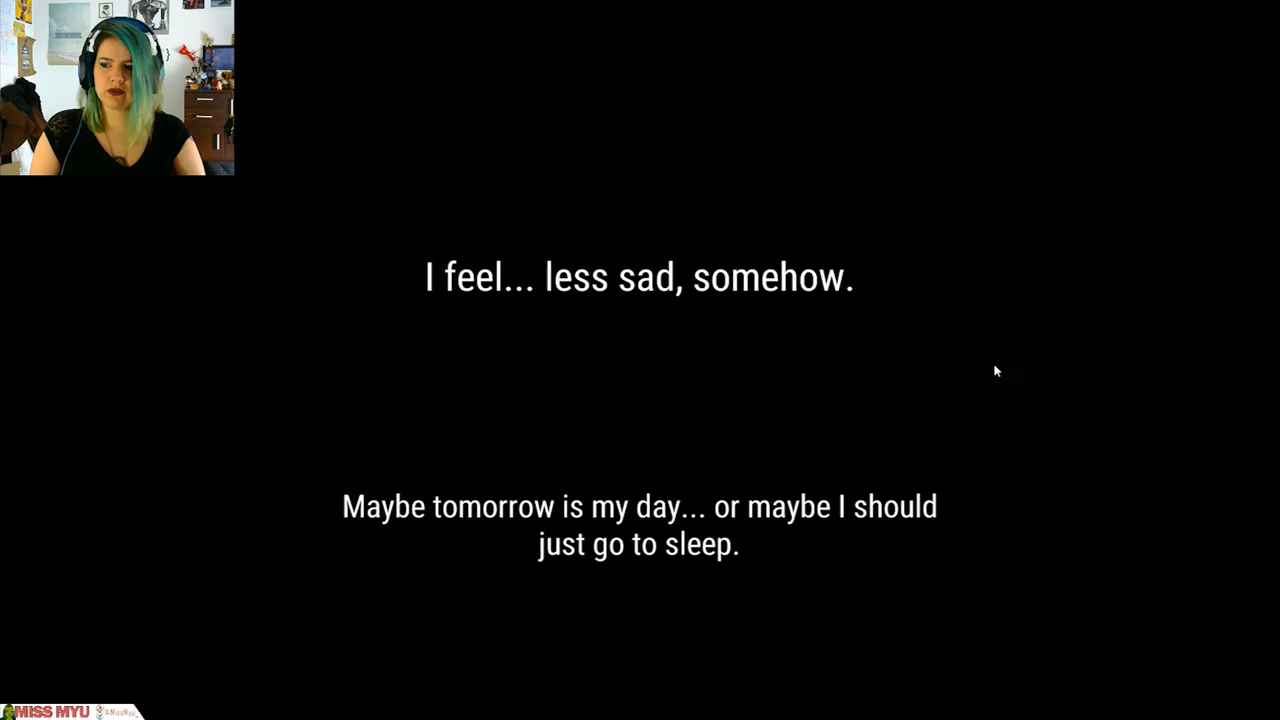 I feel... less sad, somehow.
Maybe tomorrow is my day... or maybe I should
just go to sleep.
MISS MYU